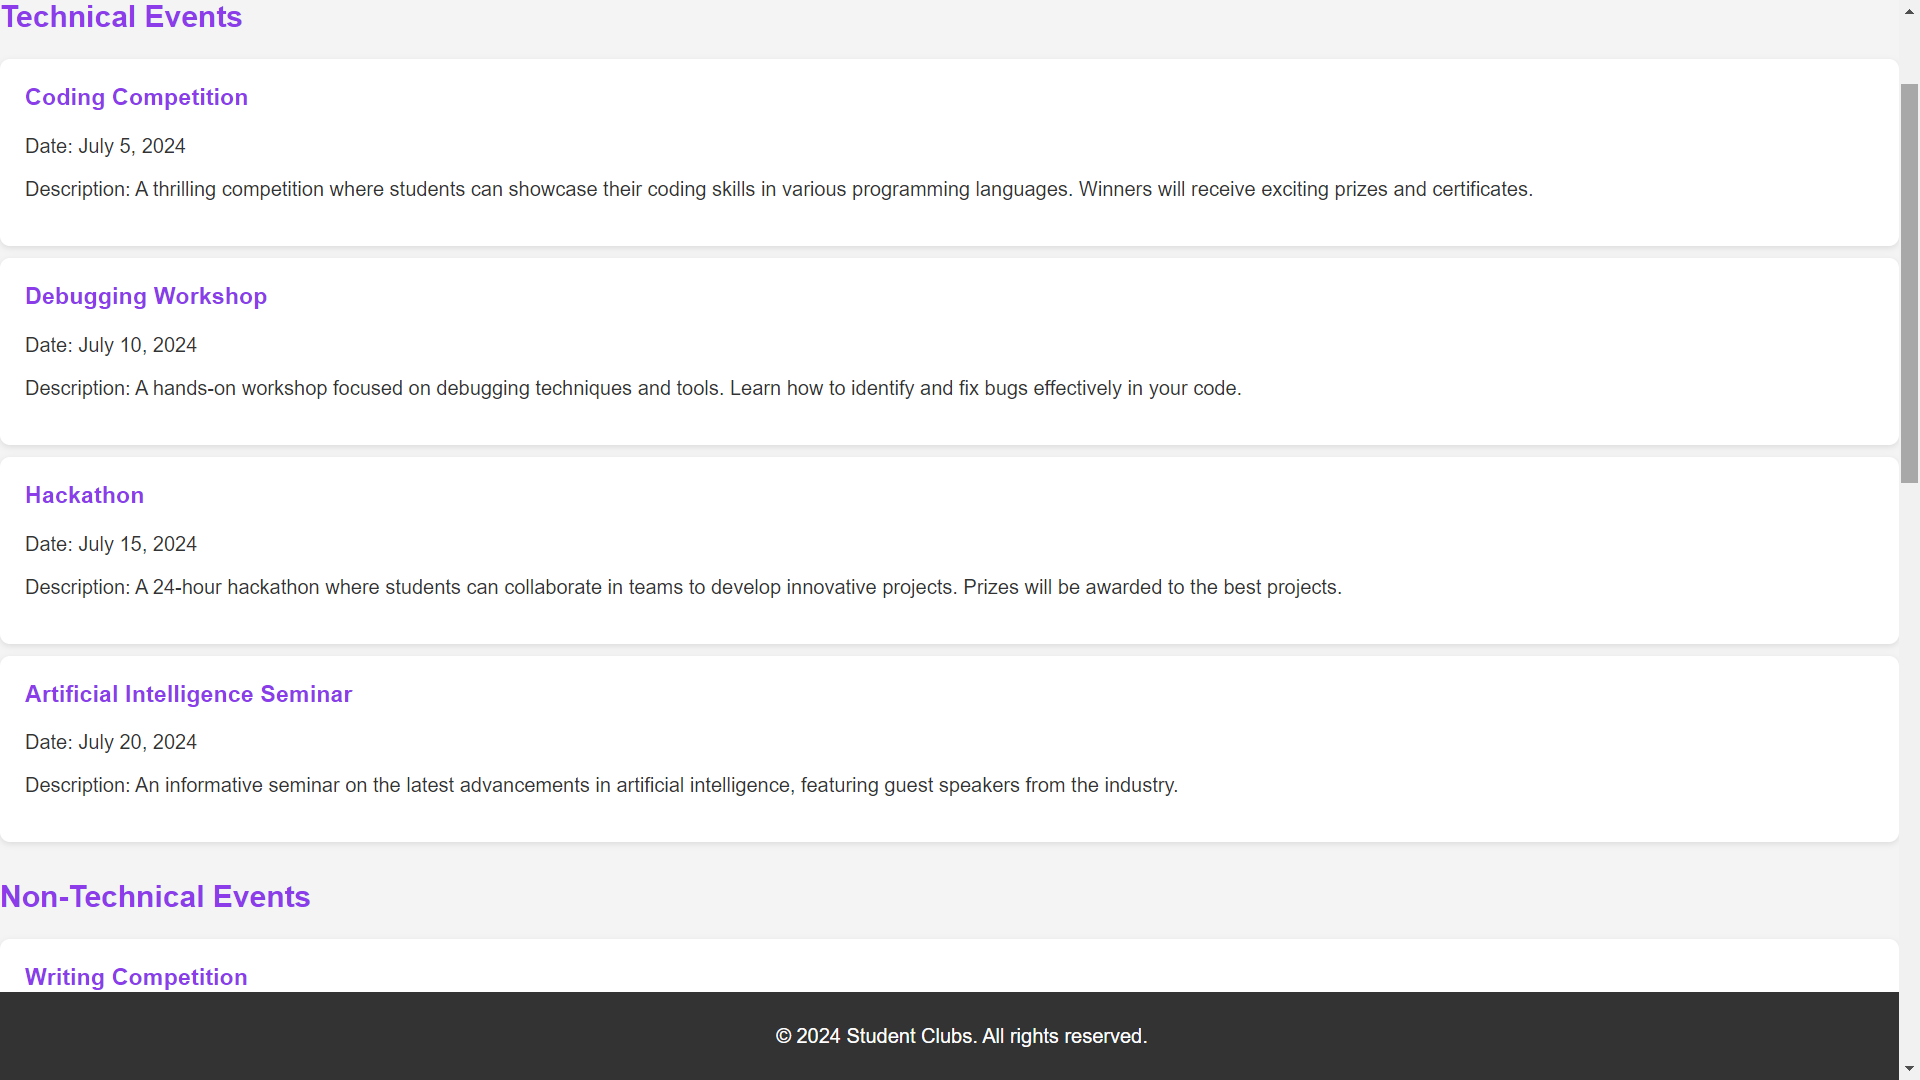 Technical Events
Coding Competition
Date: July 5, 2024
Description: A thrilling competition where students can showcase their coding skills in various programming languages. Winners will receive exciting prizes and certificates.
Debugging Workshop
Date: July 10, 2024
Description: A hands-on workshop focused on debugging techniques and tools. Learn how to identify and fix bugs effectively in your code.
Hackathon
Date: July 15, 2024
Description: A 24-hour hackathon where students can collaborate in teams to develop innovative projects. Prizes will be awarded to the best projects.
Artificial Intelligence Seminar
Date: July 20, 2024
Description: An informative seminar on the latest advancements in artificial intelligence, featuring guest speakers from the industry.
Non-Technical Events
Writing Competition
© 2024 Student Clubs. All rights reserved.